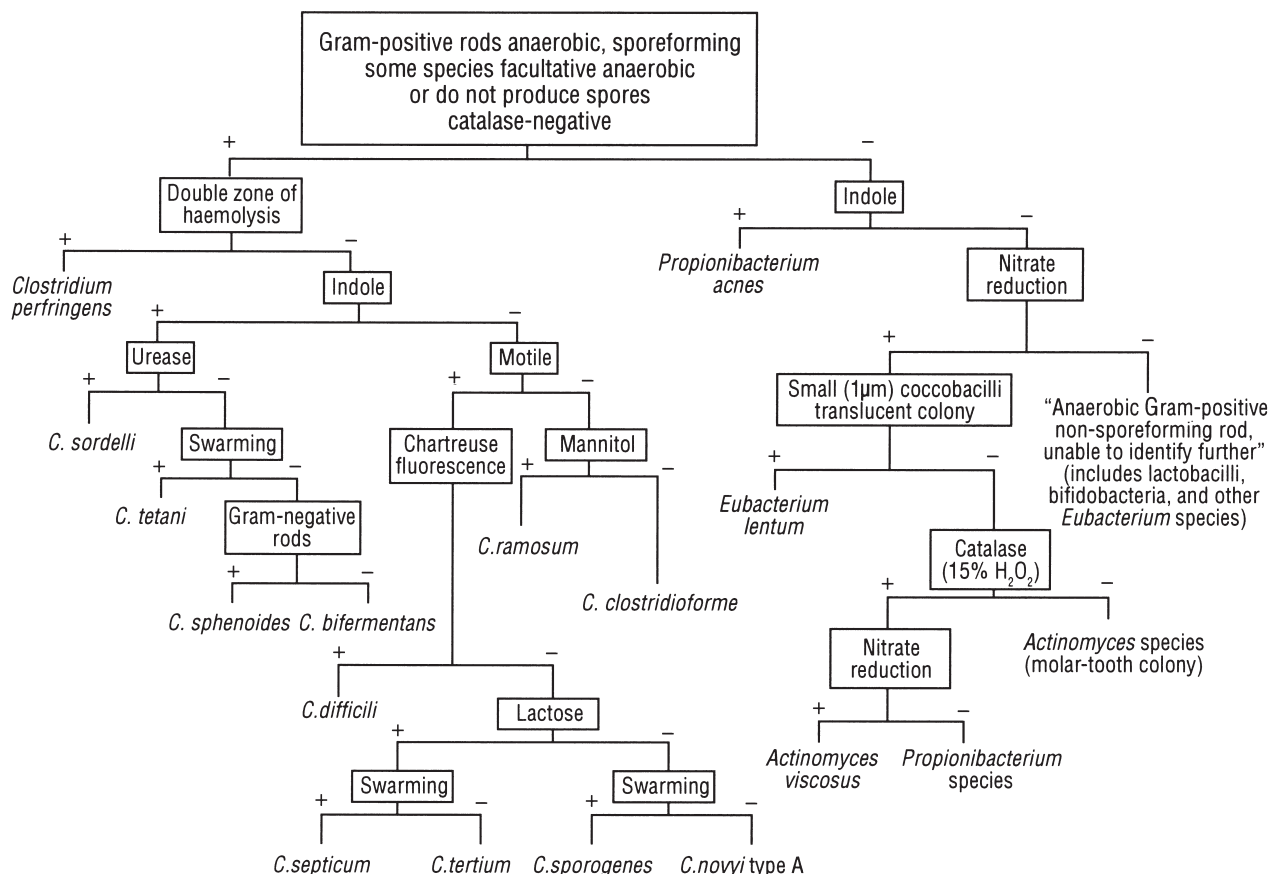 Gram-positive rods anaerobic, sporeforming
some species facultative anaerobic
or do not produce spores
catalase-negative
+
−
Double zone of
haemolysis
Indole
+
−
+
−
Clostridium
perfringens
Indole
Propionibacterium
acnes
Nitrate
reduction
+
−
+
−
Urease
Motile
Small (1µm) coccobacilli
translucent colony
"Anaerobic Gram-positive
non-sporeforming rod,
unable to identify further"
(includes lactobacilli,
bifidobacteria, and other
Eubacterium species)
+
−
+
−
C. sordelli
Swarming
Chartreuse
fluorescence
Mannitol
+
−
+
−
+
−
C. tetani
Gram-negative
rods
C.ramosum
C. clostridioforme
Eubacterium
lentum
Catalase
(15% H₂O₂)
+
−
+
−
C. sphenoides
C. bifermentans
Nitrate
reduction
Actinomyces species
(molar-tooth colony)
+
−
C.difficili
Lactose
+
−
Actinomyces
viscosus
Propionibacterium
species
+
−
Swarming
Swarming
+
−
+
−
C.septicum
C.tertium
C.sporogenes
C.novyi type A